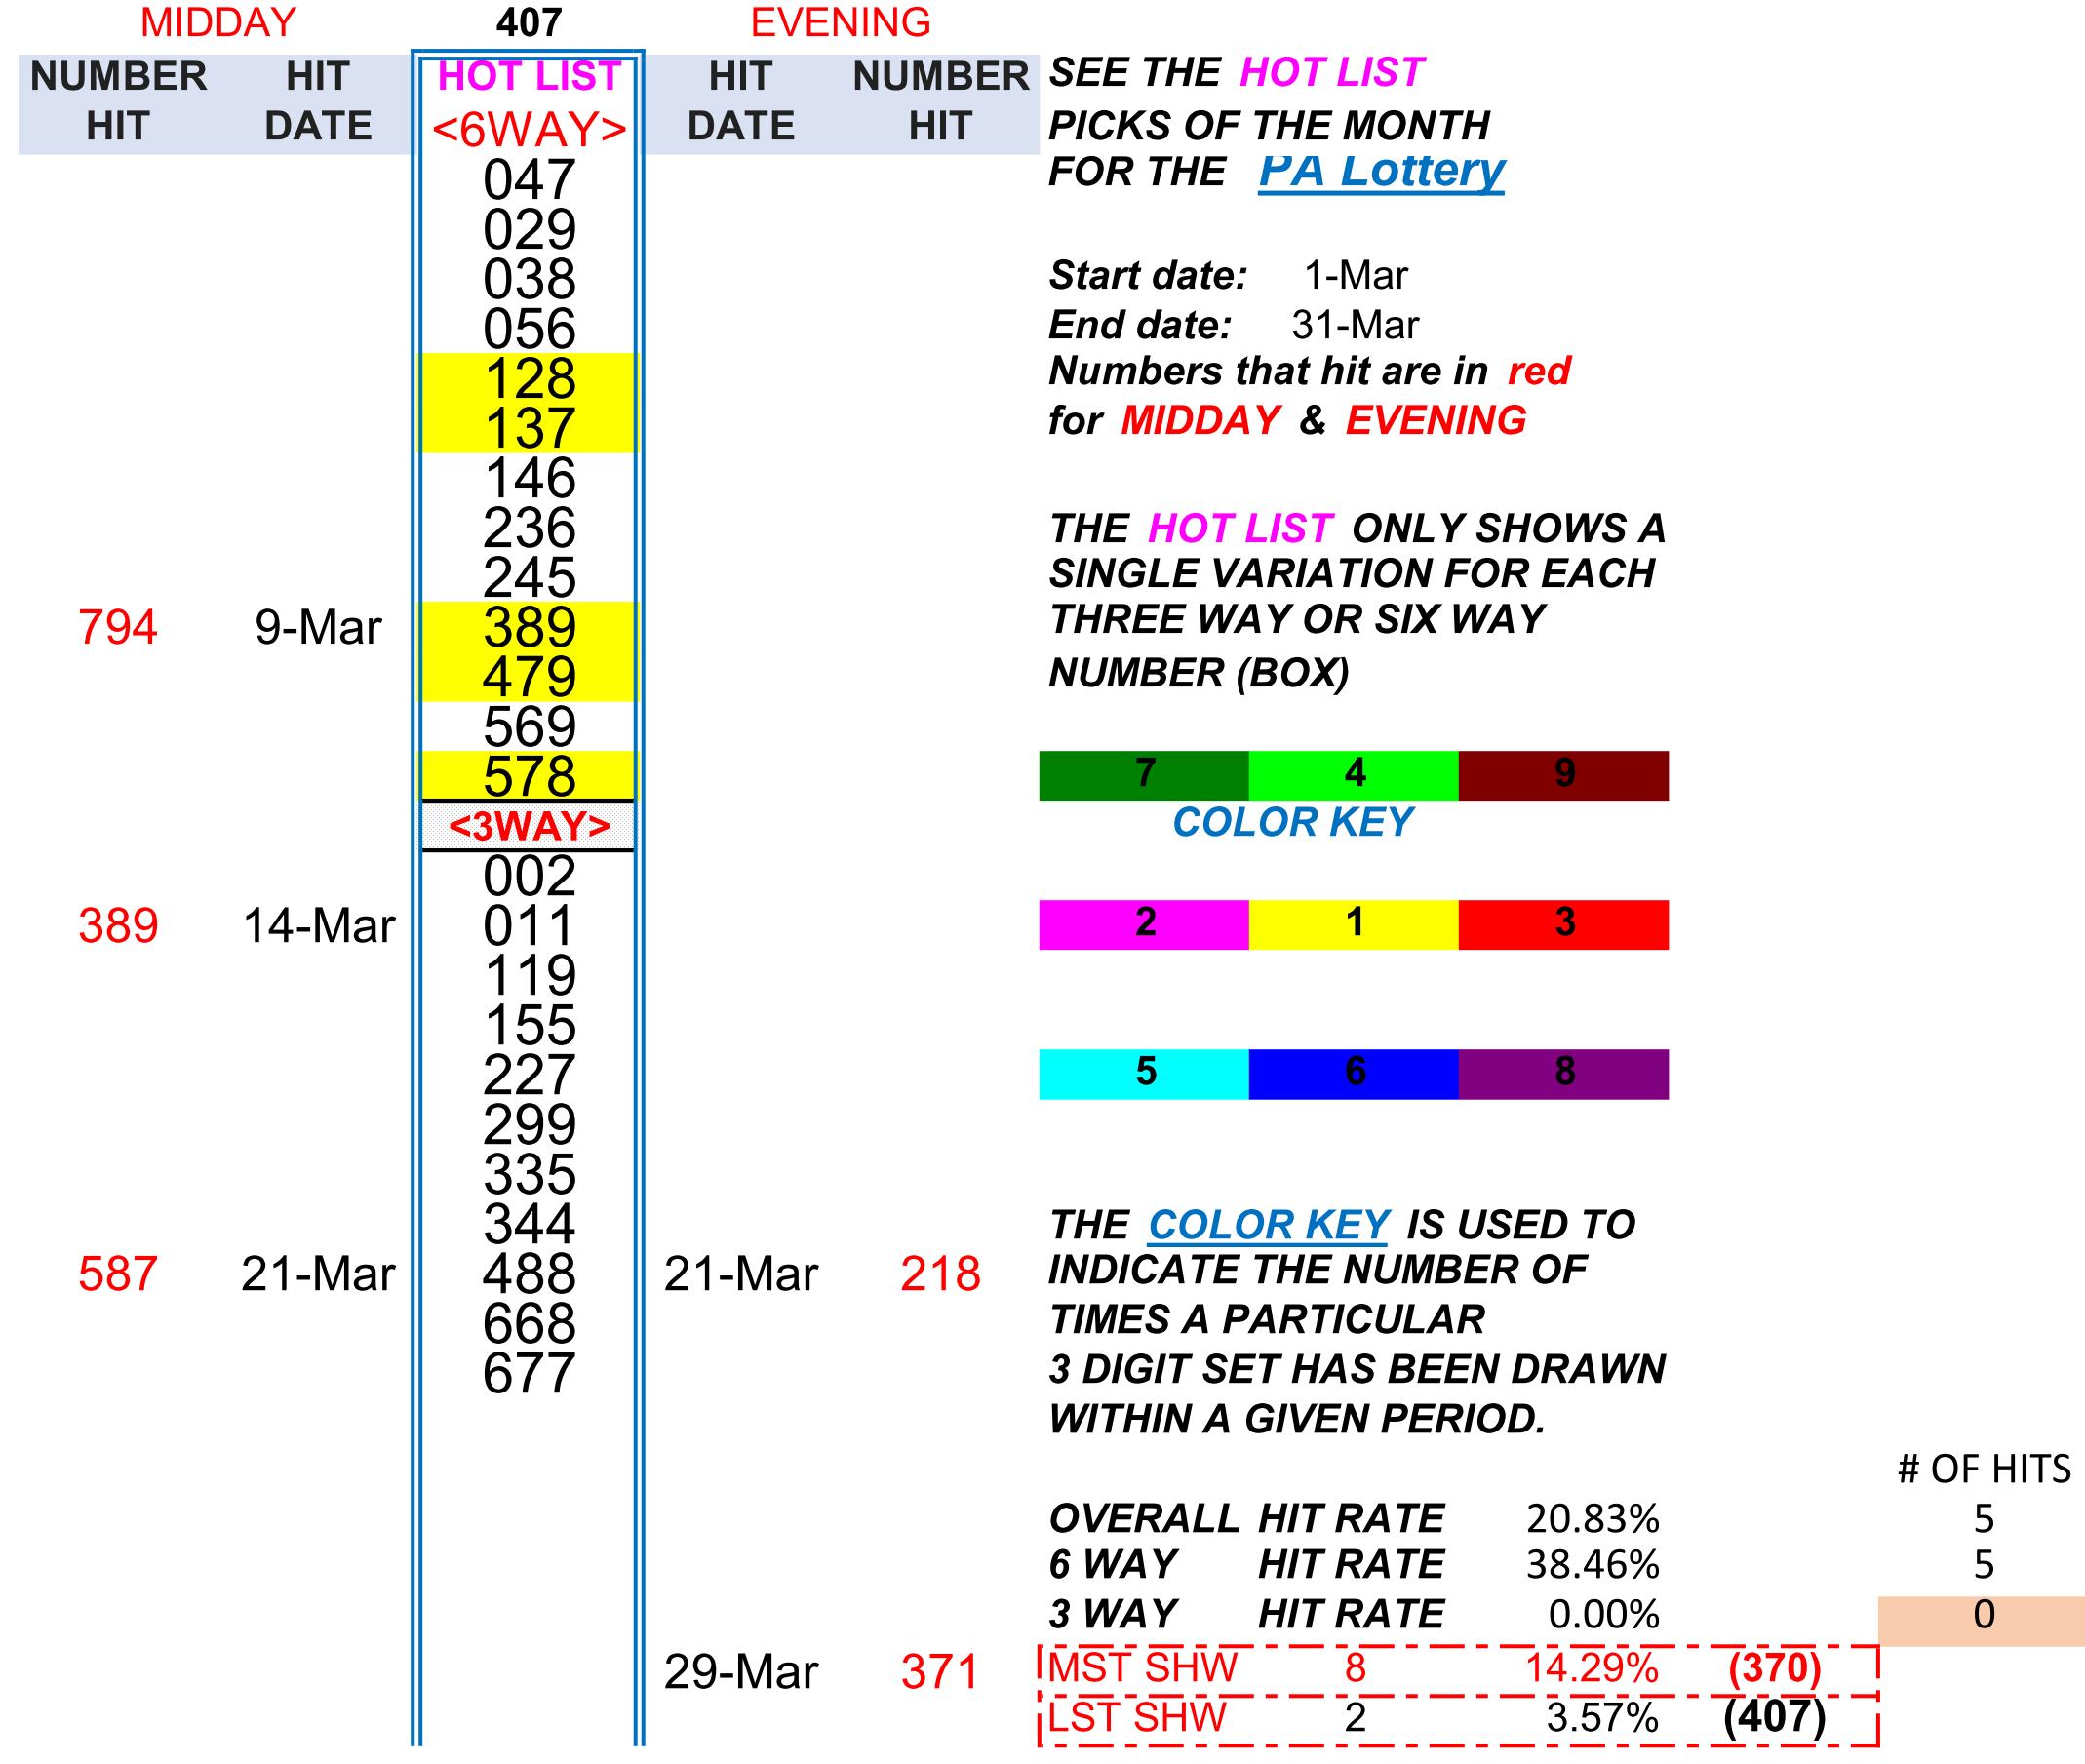 MIDDAY 407 EVENING
NUMBER HIT HOT LIST HIT NUMBER SEE THE HOT LIST
HIT DATE <6WAY> DATE HIT PICKS OF THE MONTH
047 FOR THE PA Lottery
029
038 Start date: 1-Mar
056 End date: 31-Mar
128 Numbers that hit are in red
137 for MIDDAY & EVENING
146
236 THE HOT LIST ONLY SHOWS A
245 SINGLE VARIATION FOR EACH
794 9-Mar 389 THREE WAY OR SIX WAY
479 NUMBER (BOX)
569
578 7 4 9
<3WAY> COLOR KEY
002
389 14-Mar 011 2 1 3
119
155
227 5 6 8
299
335
344 THE COLOR KEY IS USED TO
587 21-Mar 488 21-Mar 218 INDICATE THE NUMBER OF
668 TIMES A PARTICULAR
677 3 DIGIT SET HAS BEEN DRAWN
WITHIN A GIVEN PERIOD.
# OF HITS
OVERALL HIT RATE 20.83% 5
6 WAY HIT RATE 38.46% 5
3 WAY HIT RATE 0.00% 0
29-Mar 371 MST SHW 8 14.29% (370)
LST SHW 2 3.57% (407)